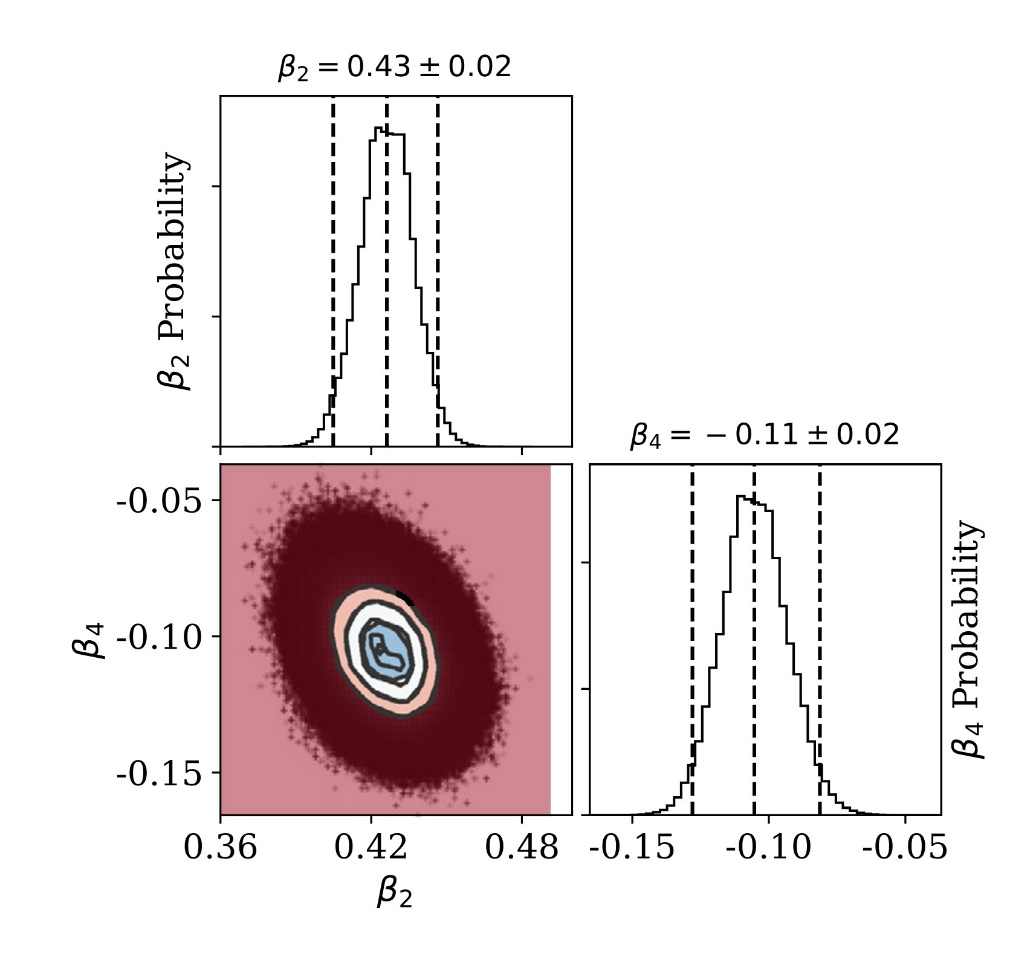 β₂ = 0.43 ± 0.02
β₂ Probability
β₄ = −0.11 ± 0.02
-0.05
-0.10
-0.15
β₄
β₄ Probability
0.36 0.42 0.48 -0.15 -0.10 -0.05
β₂